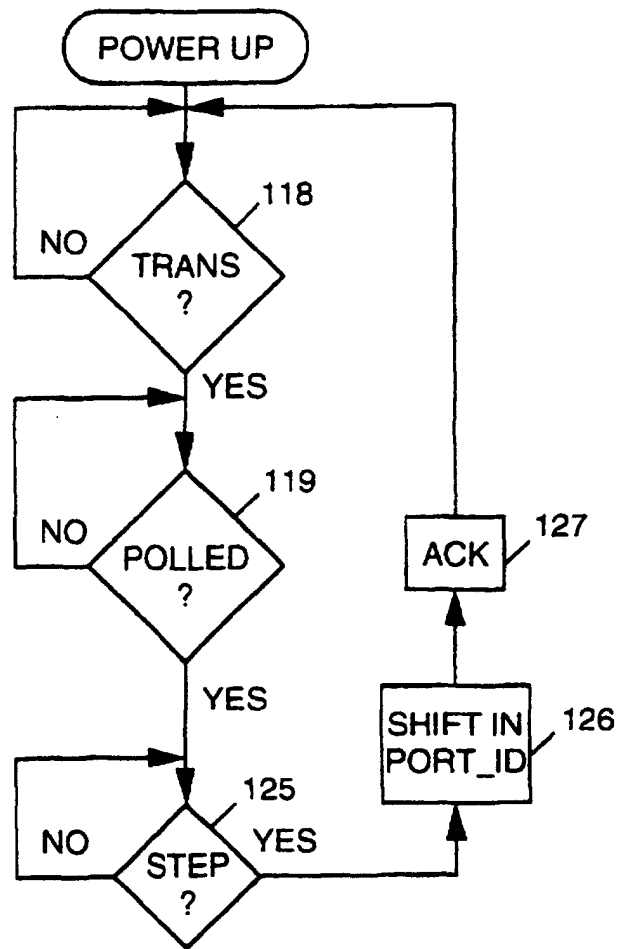 POWER UP
118
NO
TRANS
?
YES
119
NO
POLLED
?
127
ACK
YES
SHIFT IN
PORT_ID
126
125
NO
STEP
?
YES